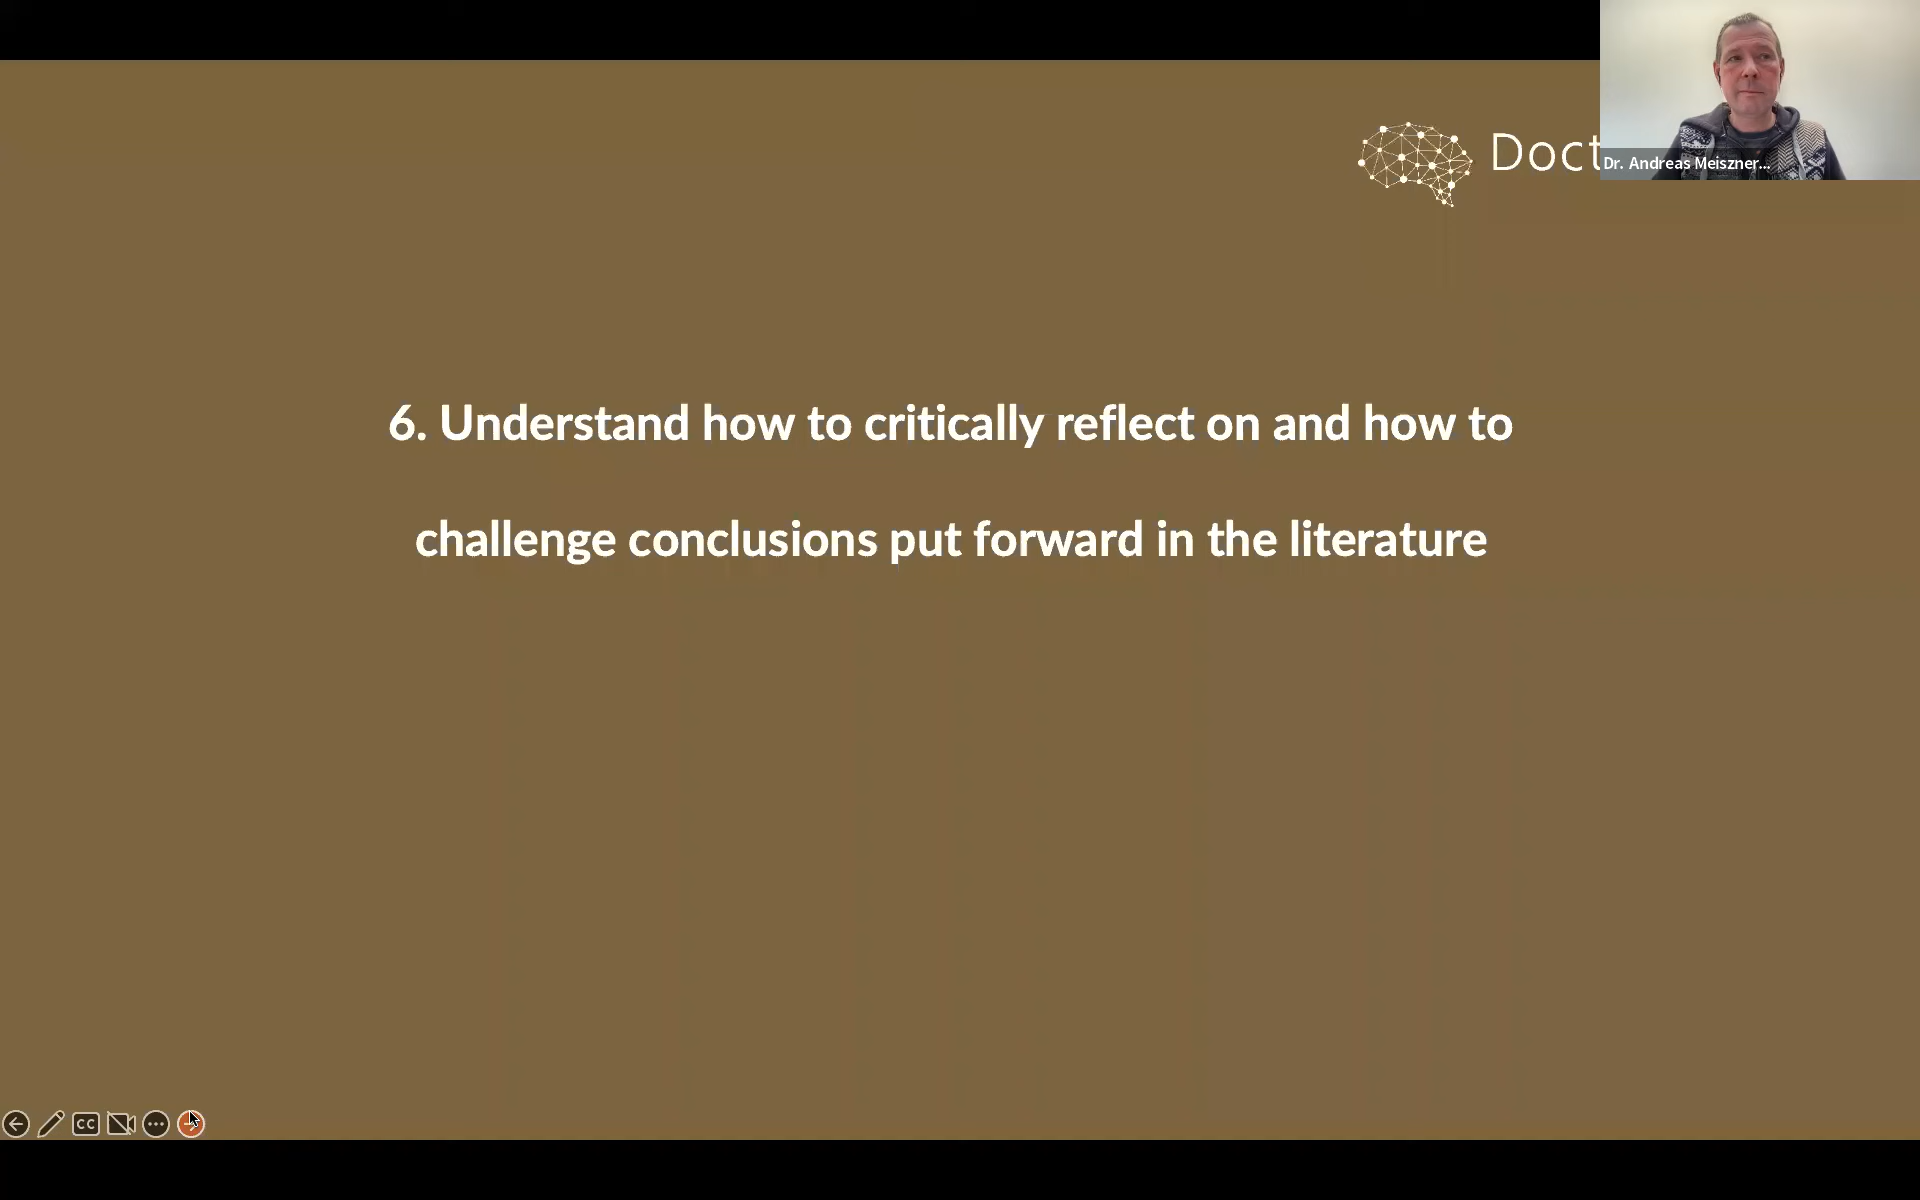 Doct
Dr. Andreas Meiszner...
6. Understand how to critically reflect on and how to
challenge conclusions put forward in the literature
CC